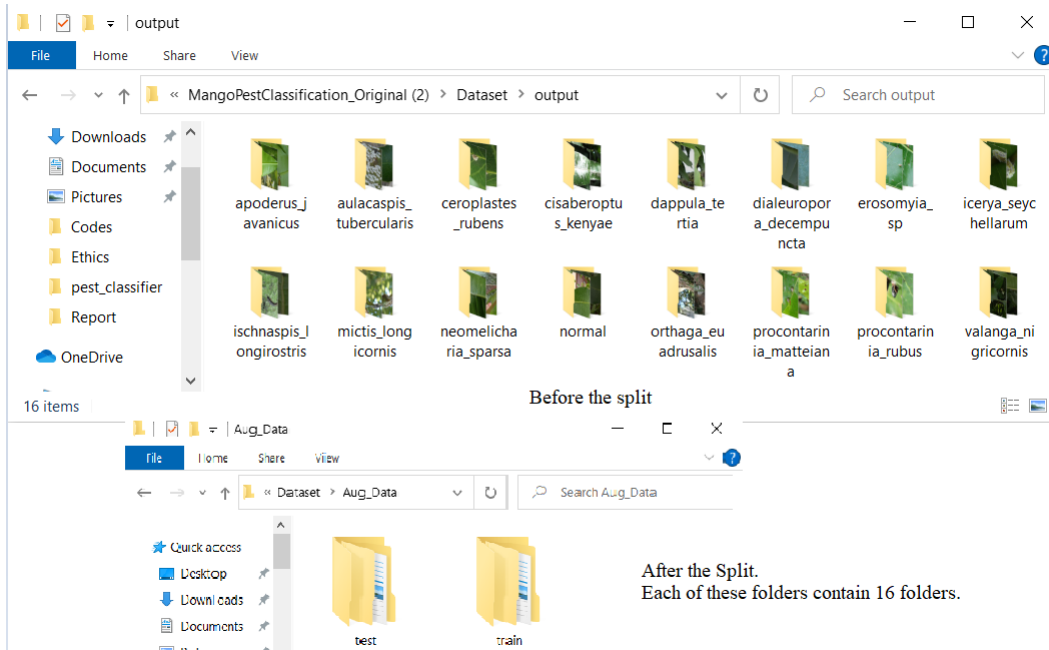 output
File Home Share View
« MangoPestClassification_Original (2) > Dataset > output
Search output
Downloads
Documents
Pictures
Codes
Ethics
pest_classifier
Report
OneDrive
apoderus_j
avanicus
aulacaspis_
tubercularis
ceroplastes
_rubens
cisaberoptu
s_kenyae
dappula_te
rtia
dialeuropor
a_decempu
ncta
erosomyia_
sp
icerya_seyc
hellarum
ischnaspis_l
ongirostris
mictis_long
icornis
neomelicha
ria_sparsa
normal
orthaga_eu
adrusalis
procontarin
ia_matteian
a
procontarin
ia_rubus
valanga_ni
gricornis
16 items
Before the split
Aug_Data
File Home Share View
« Dataset > Aug_Data
Search Aug_Data
Quick access
Desktop
Downloads
Documents
test
train
After the Split.
Each of these folders contain 16 folders.